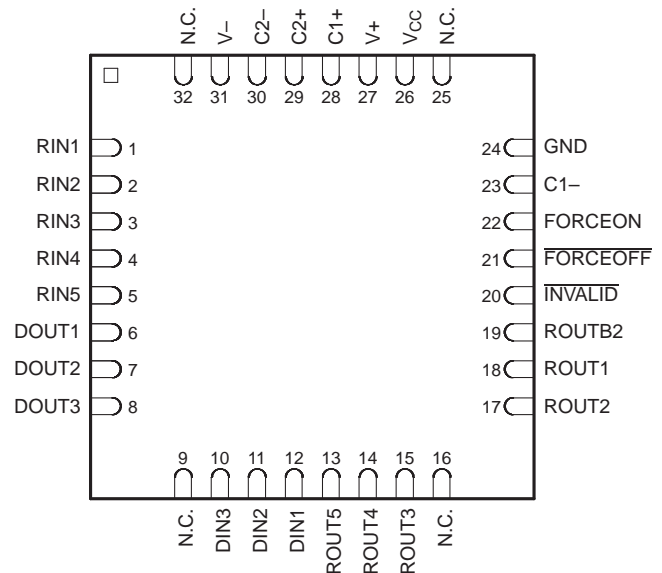 N.C. V– C2– C2+ C1+ V+ VCC N.C.
32 31 30 29 28 27 26 25
RIN1 1 24 GND
RIN2 2 23 C1–
RIN3 3 22 FORCEON
RIN4 4 21 FORCEOFF
RIN5 5 20 INVALID
DOUT1 6 19 ROUTB2
DOUT2 7 18 ROUT1
DOUT3 8 17 ROUT2
9 10 11 12 13 14 15 16
N.C. DIN3 DIN2 DIN1 ROUT5 ROUT4 ROUT3 N.C.